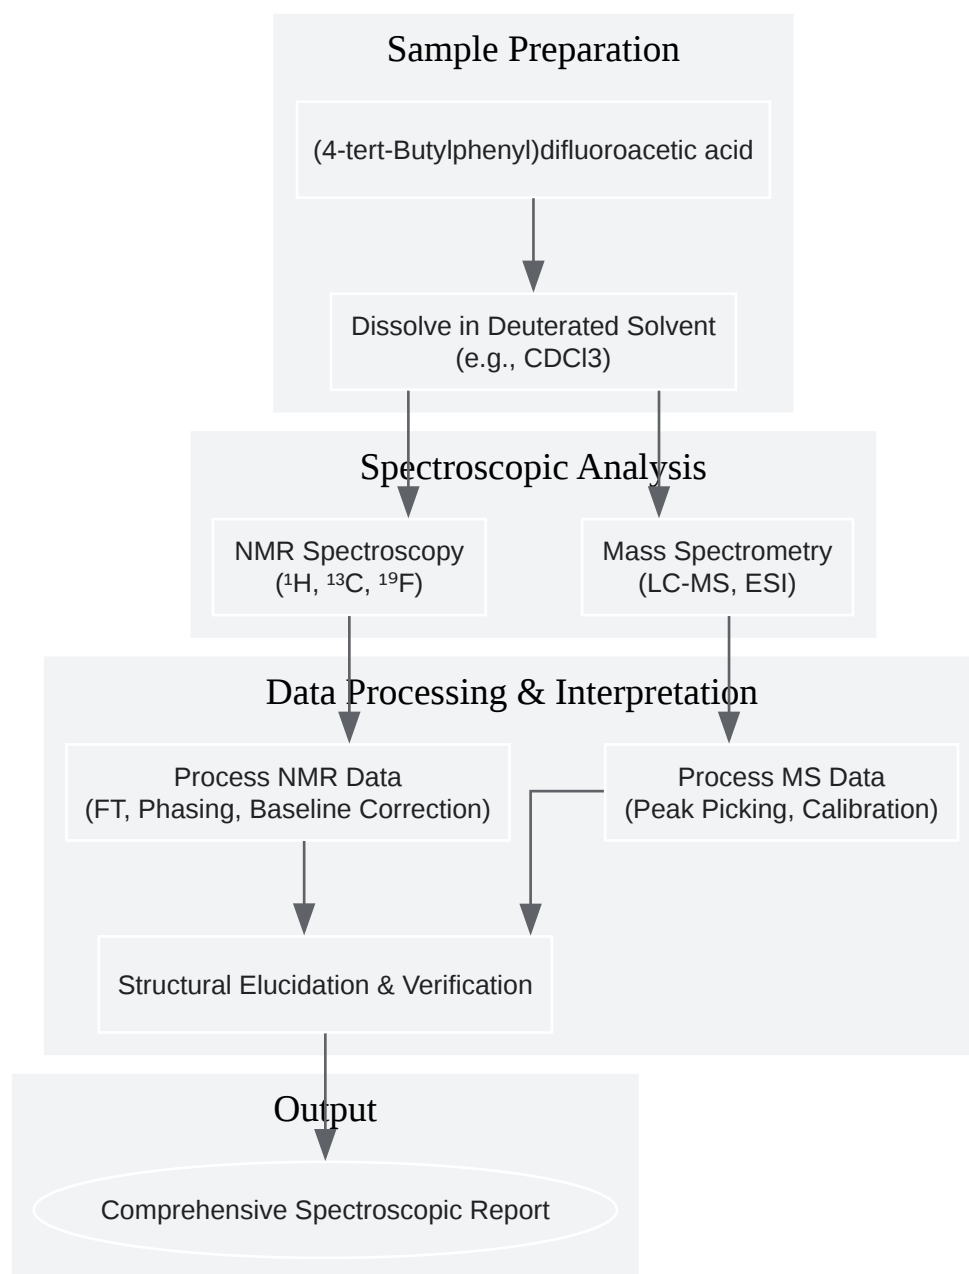 Sample Preparation
(4-tert-Butylphenyl)difluoroacetic acid
Dissolve in Deuterated Solvent
(e.g., CDCl3)
Spectroscopic Analysis
NMR Spectroscopy
(¹H, ¹³C, ¹⁹F)
Mass Spectrometry
(LC-MS, ESI)
Data Processing & Interpretation
Process NMR Data
(FT, Phasing, Baseline Correction)
Process MS Data
(Peak Picking, Calibration)
Structural Elucidation & Verification
Output
Comprehensive Spectroscopic Report